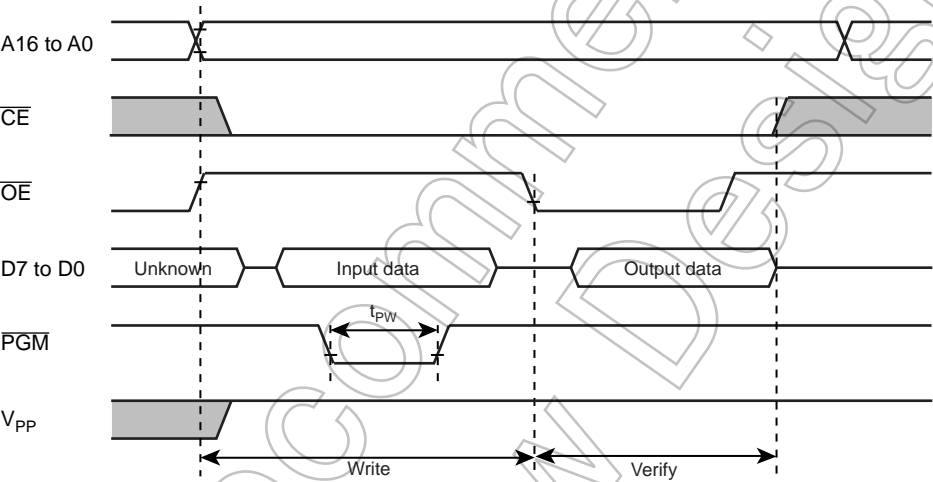 A16 to A0
CE
OE
D7 to D0
Unknown
Input data
Output data
tPW
PGM
VPP
Write
Verify